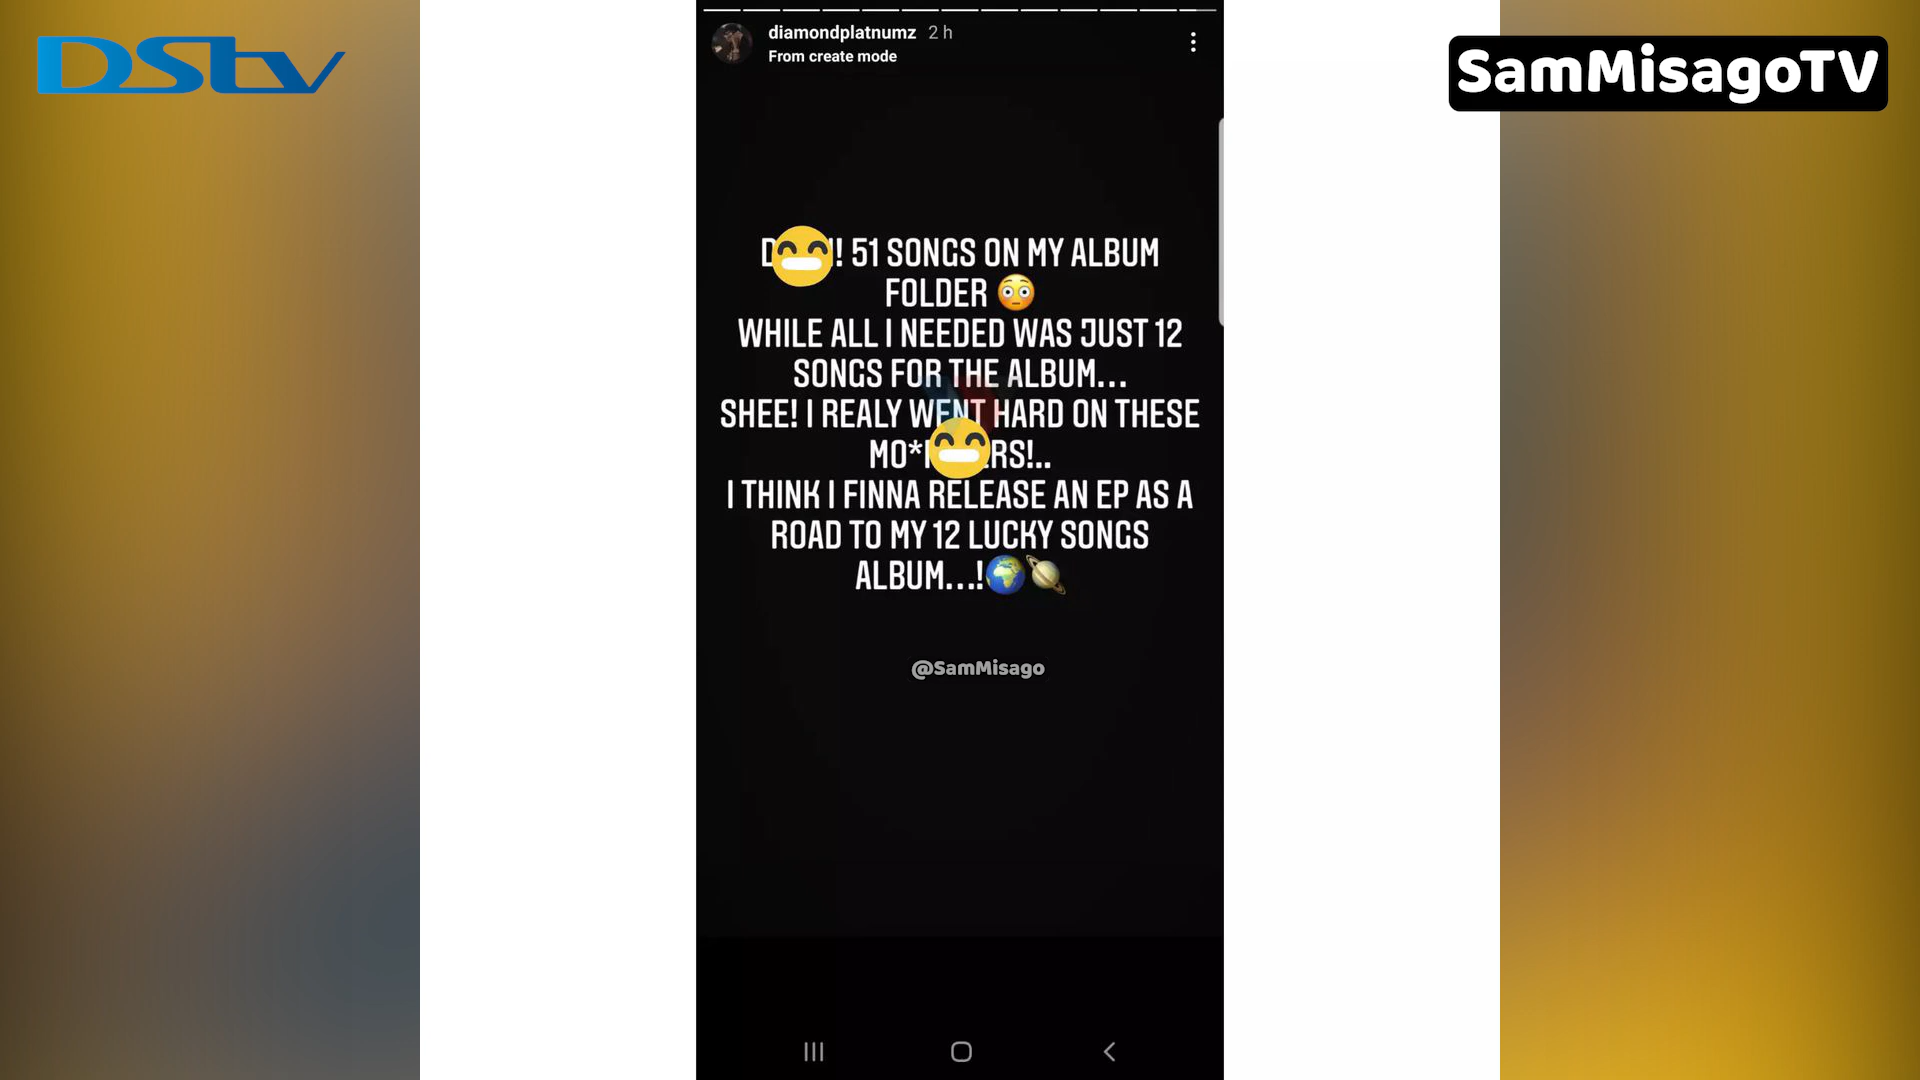 DStv
SamMisagoTV
diamondplatnumz 2 h
From create mode
! 51 SONGS ON MY ALBUM
FOLDER 😳
WHILE ALL I NEEDED WAS JUST 12
SONGS FOR THE ALBUM...
SHEE! I REALY WENT HARD ON THESE
MO* RS!..
I THINK I FINNA RELEASE AN EP AS A
ROAD TO MY 12 LUCKY SONGS
ALBUM...!🌍🪐
@SamMisago